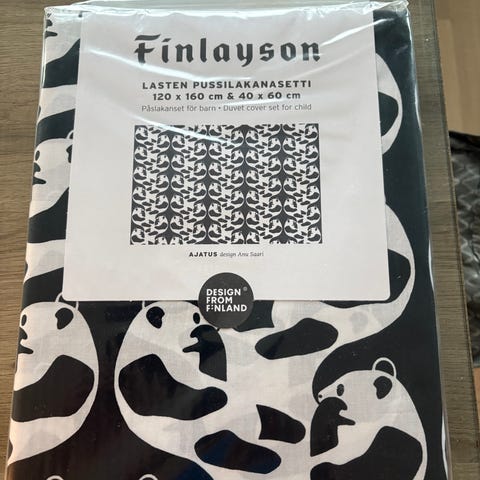 Finlayson
LASTEN PUSSILAKANASETTI
120 x 160 cm & 40 x 60 cm
Påslakanset för barn • Duvet cover set for child
AJATUS design Anu Saari
DESIGN ®
FROM
FINLAND